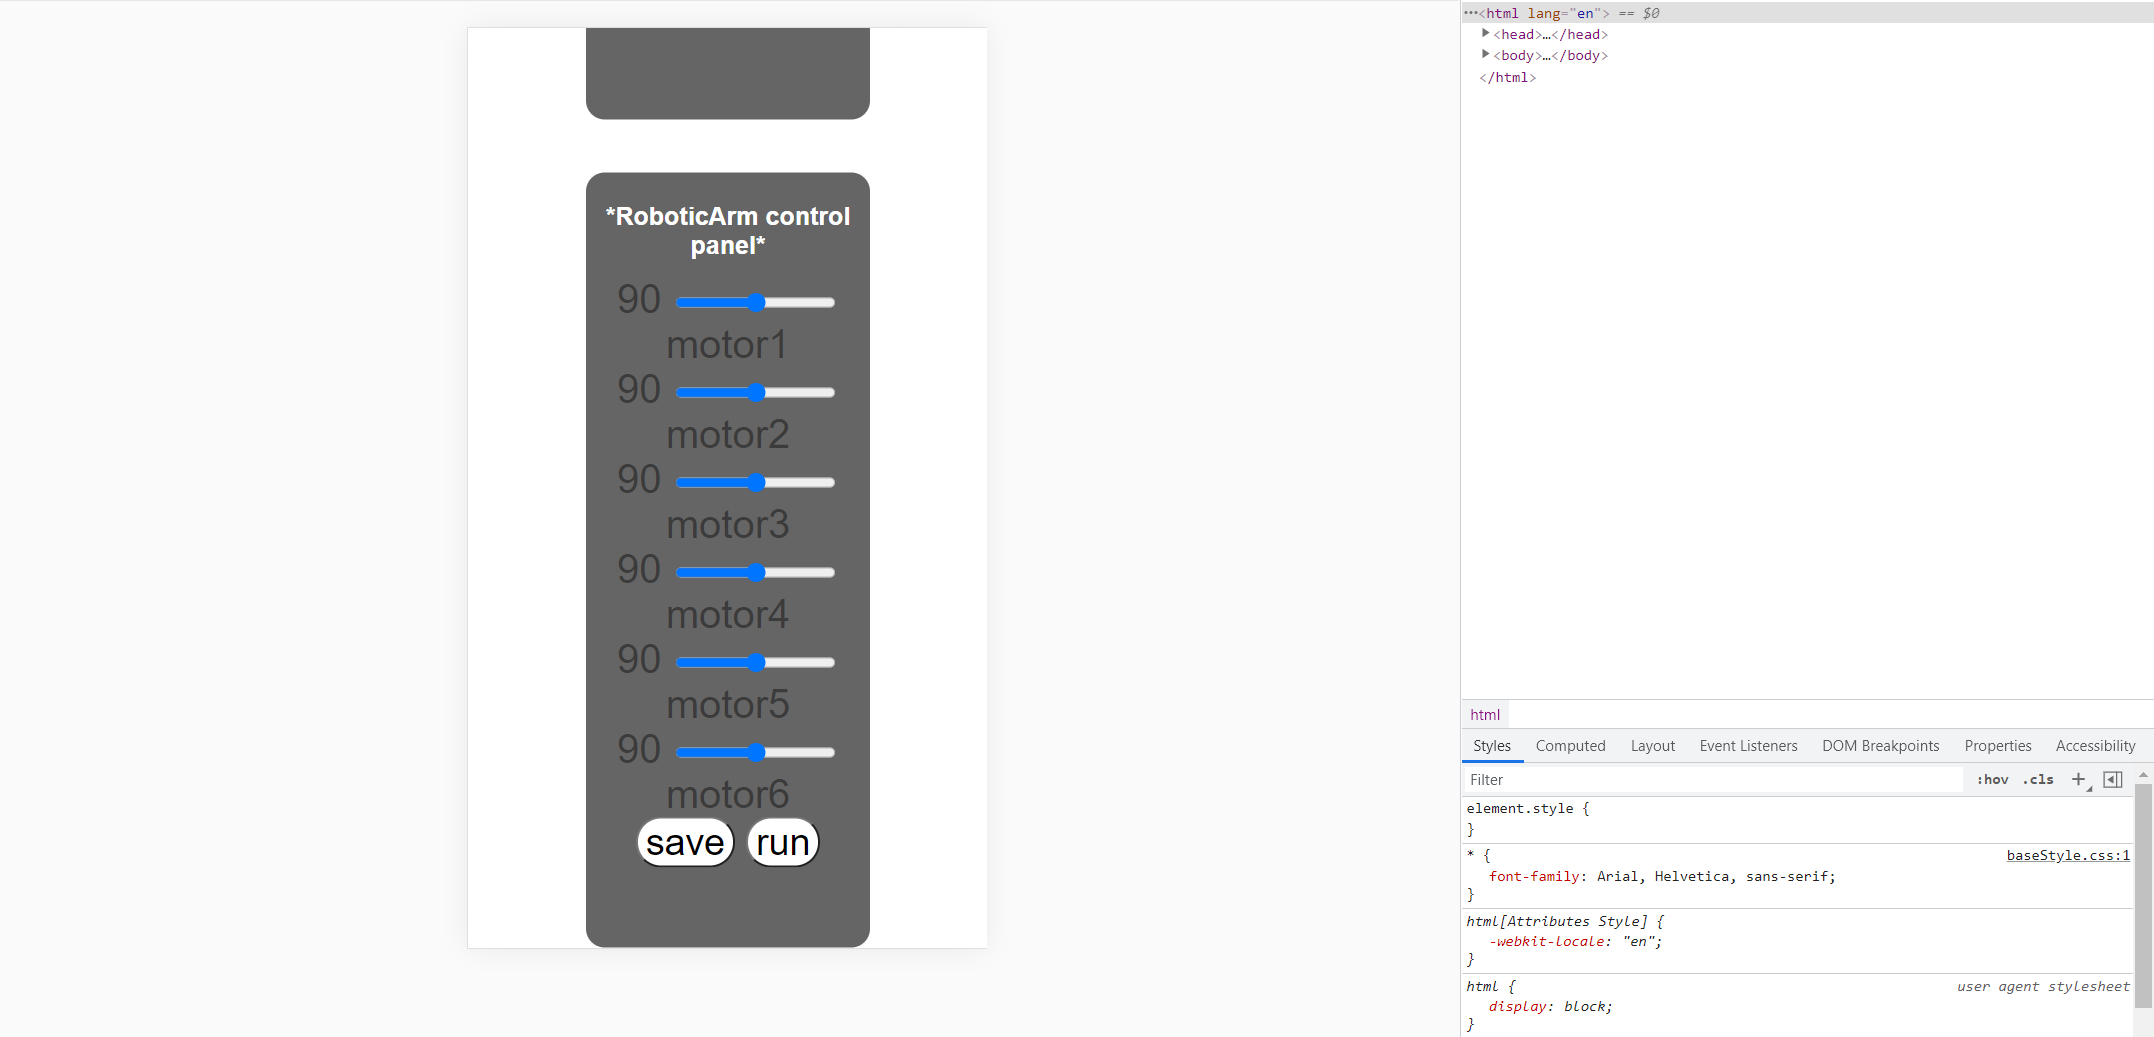 *RoboticArm control
panel*
90
motor1
90
motor2
90
motor3
90
motor4
90
motor5
90
motor6
save run
…<html lang="en"> == $0
<head>…</head>
<body>…</body>
</html>
html
Styles Computed Layout Event Listeners DOM Breakpoints Properties Accessibility
Filter :hov .cls +
element.style {
}
* { baseStyle.css:1
font-family: Arial, Helvetica, sans-serif;
}
html[Attributes Style] {
-webkit-locale: "en";
}
html { user agent stylesheet
display: block;
}